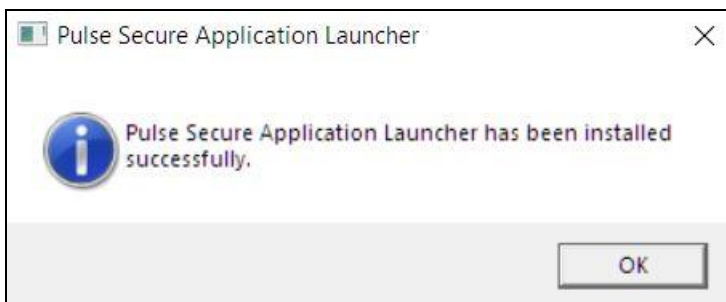 Pulse Secure Application Launcher
Pulse Secure Application Launcher has been installed
successfully.
OK